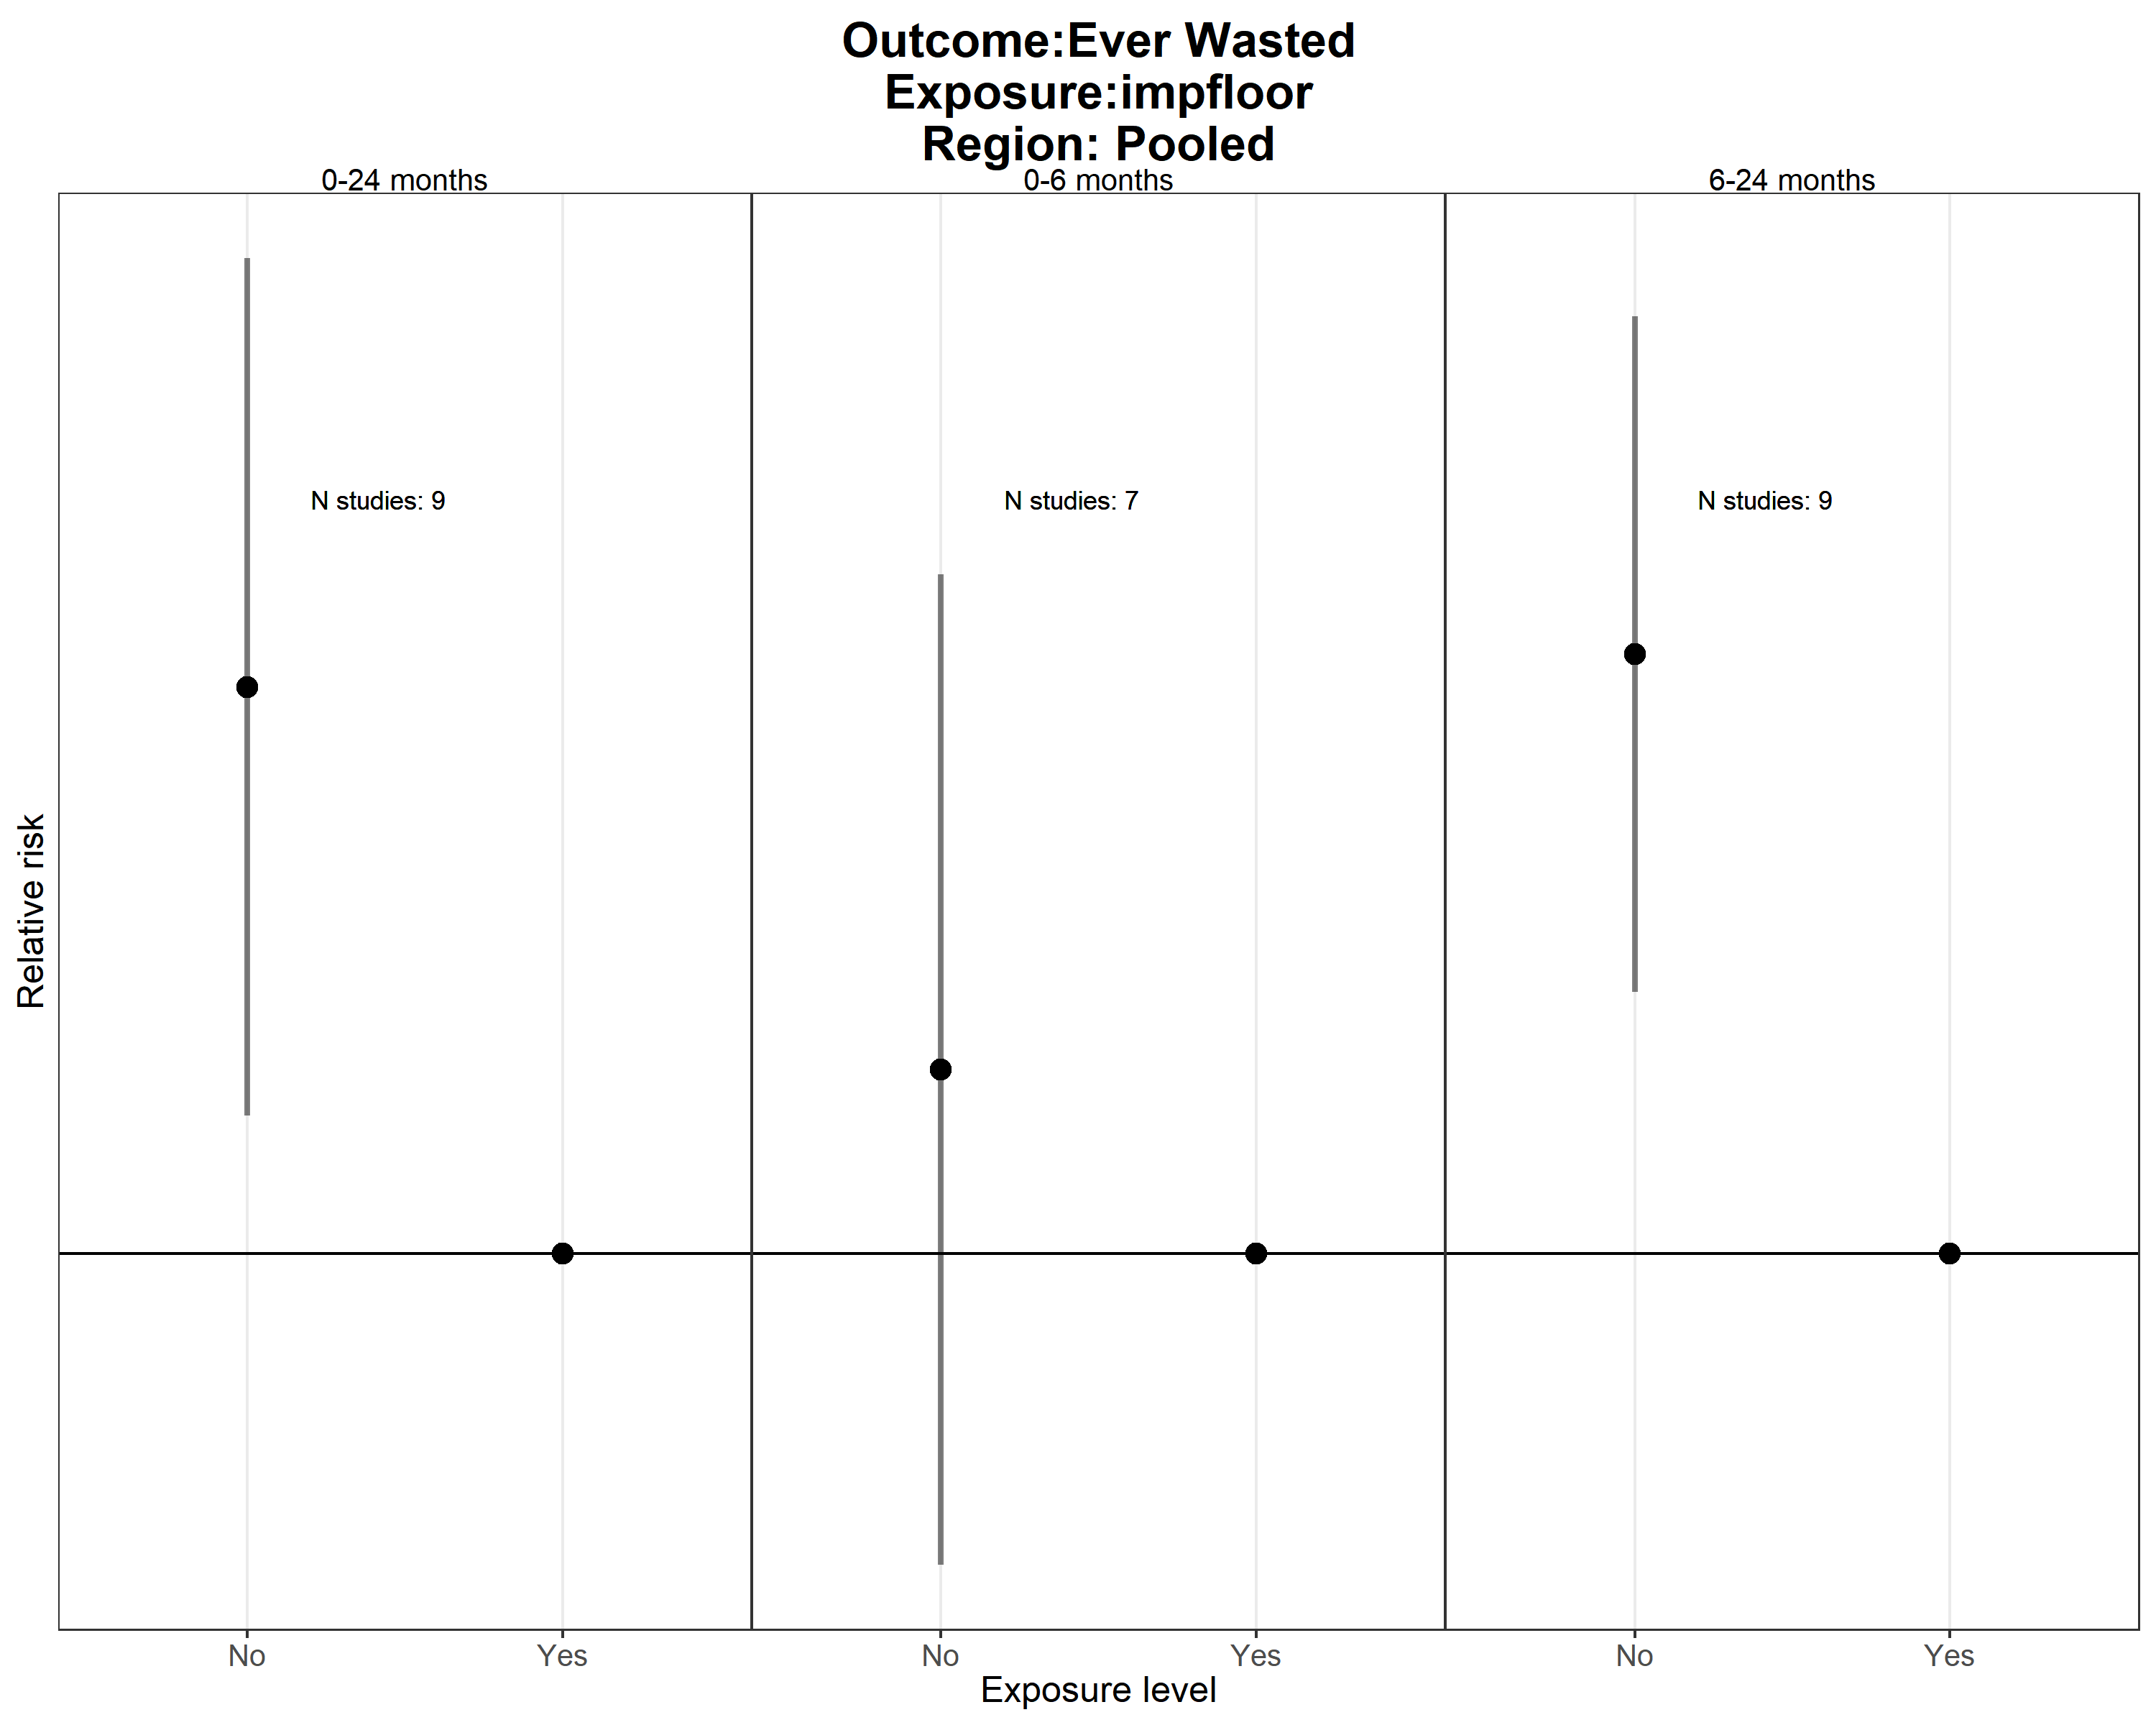 Outcome:Ever Wasted
Exposure:impfloor
Region: Pooled
0-24 months
0-6 months
6-24 months
N studies: 9
N studies: 7
N studies: 9
Relative risk
No
Yes
No
Yes
No
Yes
Exposure level